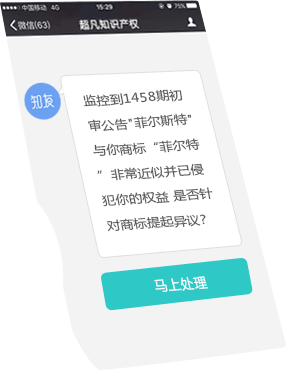 中国移动 4G 15:29 75%
微信(63) 超凡知识产权
知友
监控到1458期初
审公告"菲尔斯特"
与你商标“菲尔特
”非常近似并已侵
犯你的权益 是否针
对商标提起异议？
马上处理